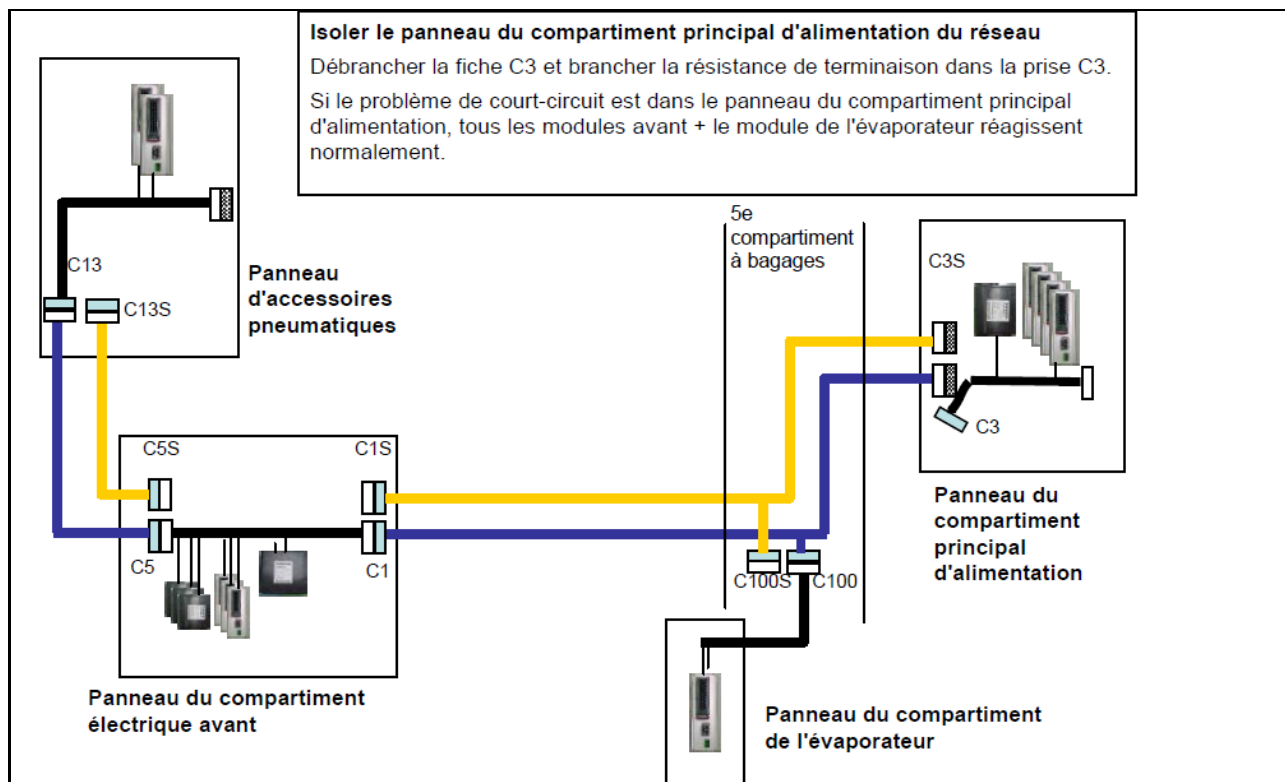 Isoler le panneau du compartiment principal d'alimentation du réseau
Débrancher la fiche C3 et brancher la résistance de terminaison dans la prise C3.
Si le problème de court-circuit est dans le panneau du compartiment principal
d'alimentation, tous les modules avant + le module de l'évaporateur réagissent
normalement.
C13
C13S
Panneau
d'accessoires
pneumatiques
5e
compartiment
à bagages
C3S
C3
Panneau du
compartiment
principal
d'alimentation
C5S
C1S
C5
C1
C100S
C100
Panneau du compartiment
électrique avant
Panneau du compartiment
de l'évaporateur